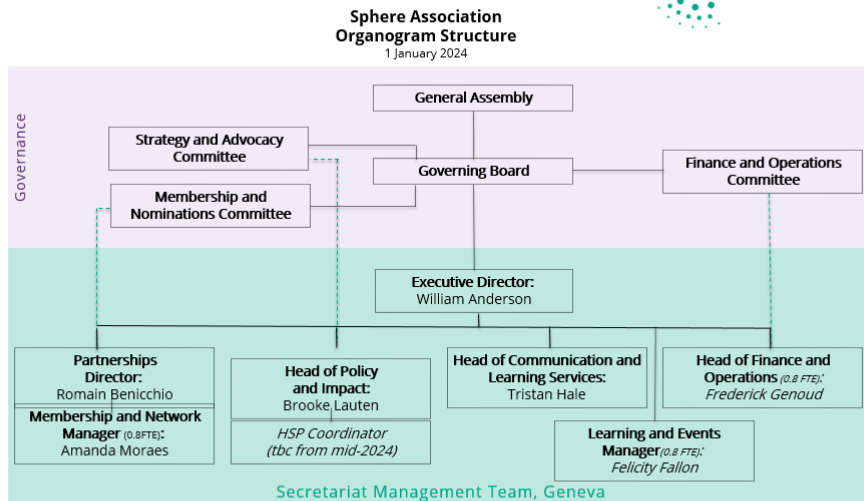 Sphere Association
Organogram Structure
1 January 2024
Governance
General Assembly
Strategy and Advocacy
Committee
Governing Board
Finance and Operations
Committee
Membership and
Nominations Committee
Executive Director:
William Anderson
Partnerships
Director:
Romain Benicchio
Membership and Network
Manager (0.8FTE):
Amanda Moraes
Head of Policy
and Impact:
Brooke Lauten
HSP Coordinator
(tbc from mid-2024)
Head of Communication and
Learning Services:
Tristan Hale
Learning and Events
Manager(0.8 FTE):
Felicity Fallon
Head of Finance and
Operations (0.8 FTE):
Frederick Genoud
Secretariat Management Team, Geneva